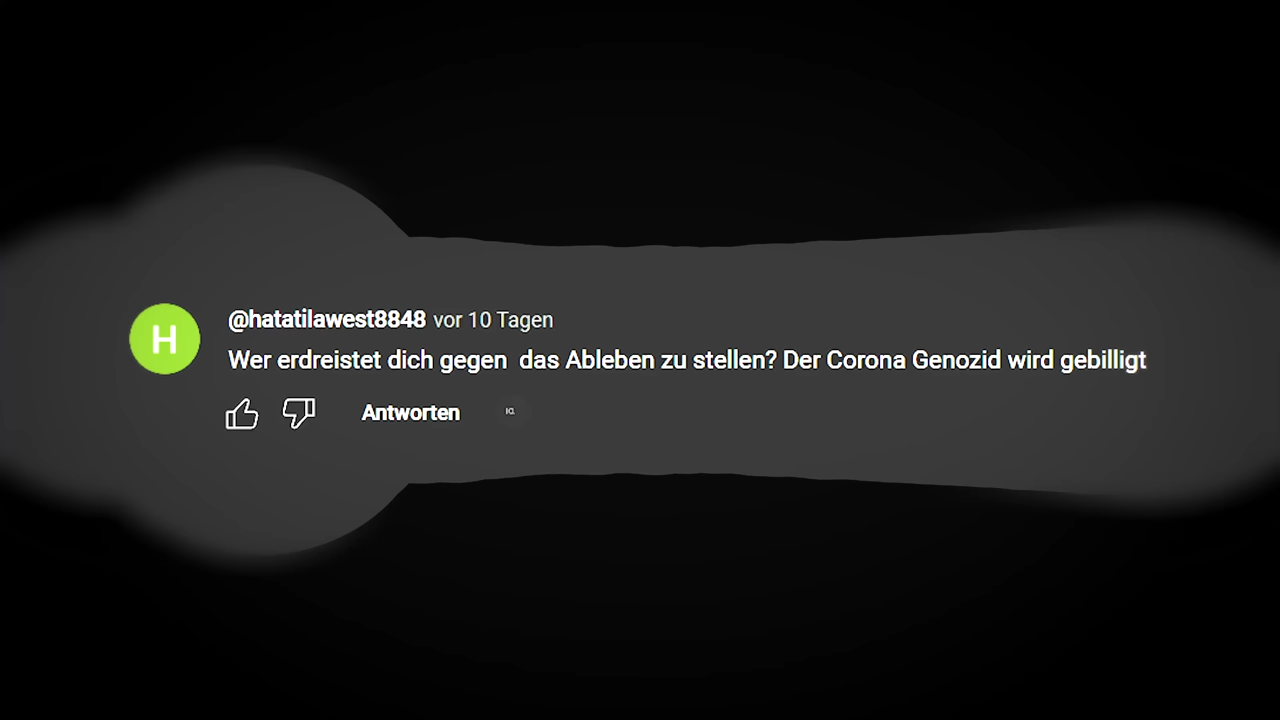 H
@hatatilawest8848 vor 10 Tagen
Wer erdreistet dich gegen  das Ableben zu stellen? Der Corona Genozid wird gebilligt
Antworten